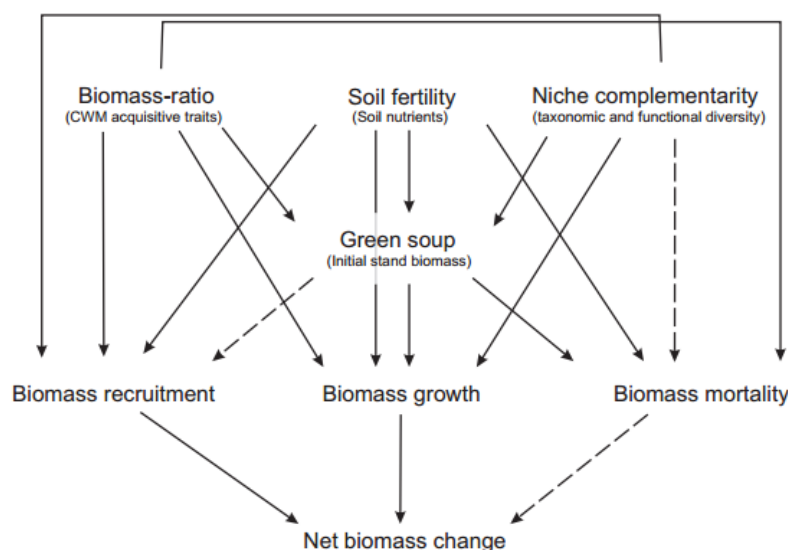 Biomass-ratio
(CWM acquisitive traits)
Soil fertility
(Soil nutrients)
Niche complementarity
(taxonomic and functional diversity)
Green soup
(Initial stand biomass)
Biomass recruitment
Biomass growth
Biomass mortality
Net biomass change